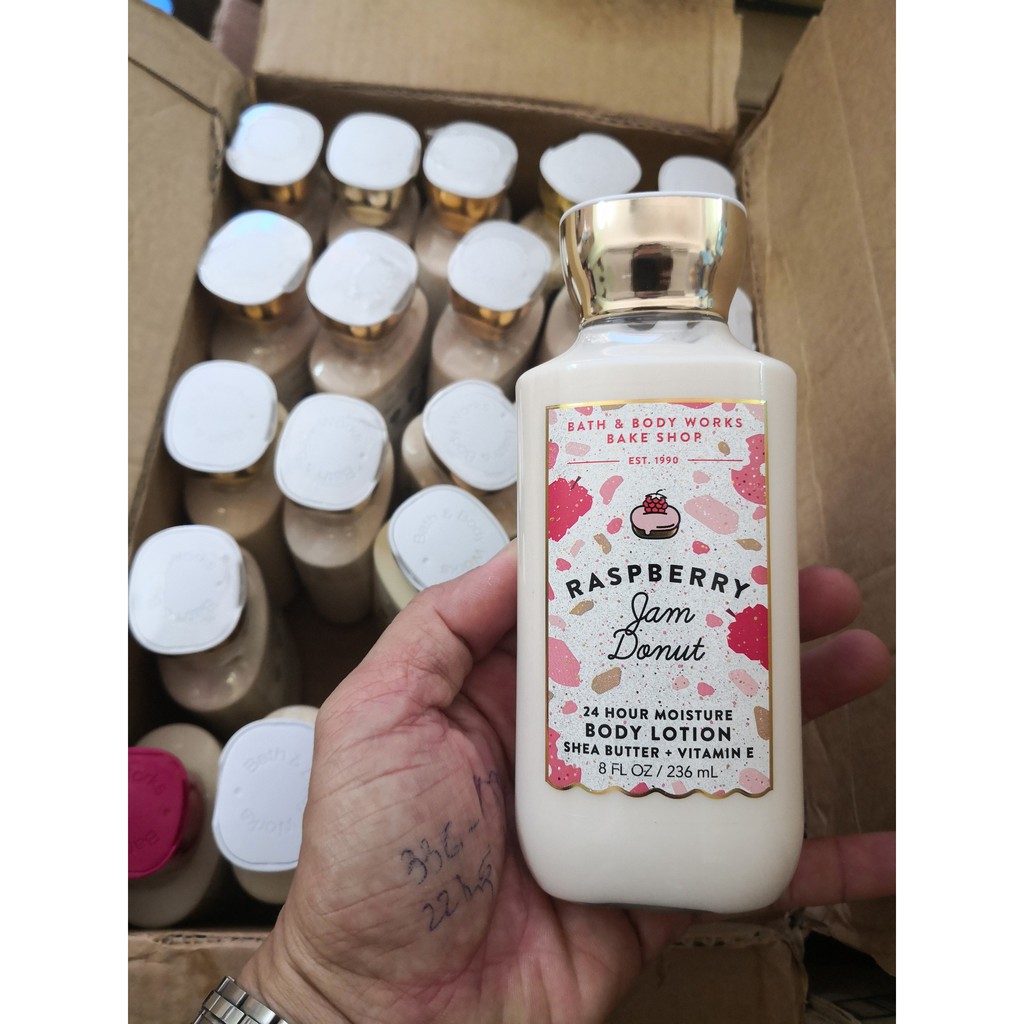 BATH & BODY WORKS
BAKE SHOP
EST. 1990
RASPBERRY
Jam
Donut
24 HOUR MOISTURE
BODY LOTION
SHEA BUTTER + VITAMIN E
8 FL OZ / 236 mL